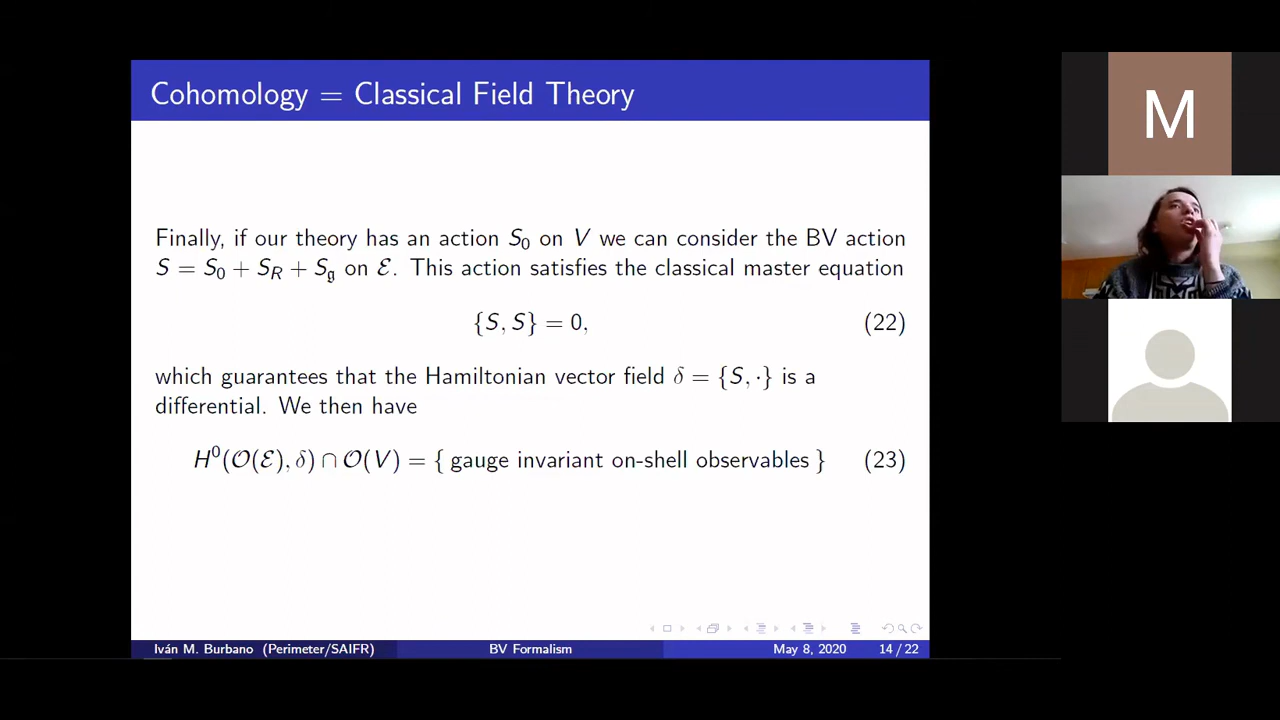 Cohomology = Classical Field Theory
Finally, if our theory has an action S₀ on V we can consider the BV action
S = S₀ + S_R + S_𝔤 on ℰ. This action satisfies the classical master equation
{S, S} = 0, (22)
which guarantees that the Hamiltonian vector field δ = {S, ·} is a
differential. We then have
H⁰(𝒪(ℰ), δ) ∩ 𝒪(V) = { gauge invariant on-shell observables } (23)
Iván M. Burbano (Perimeter/SAIFR) BV Formalism May 8, 2020 14 / 22
M